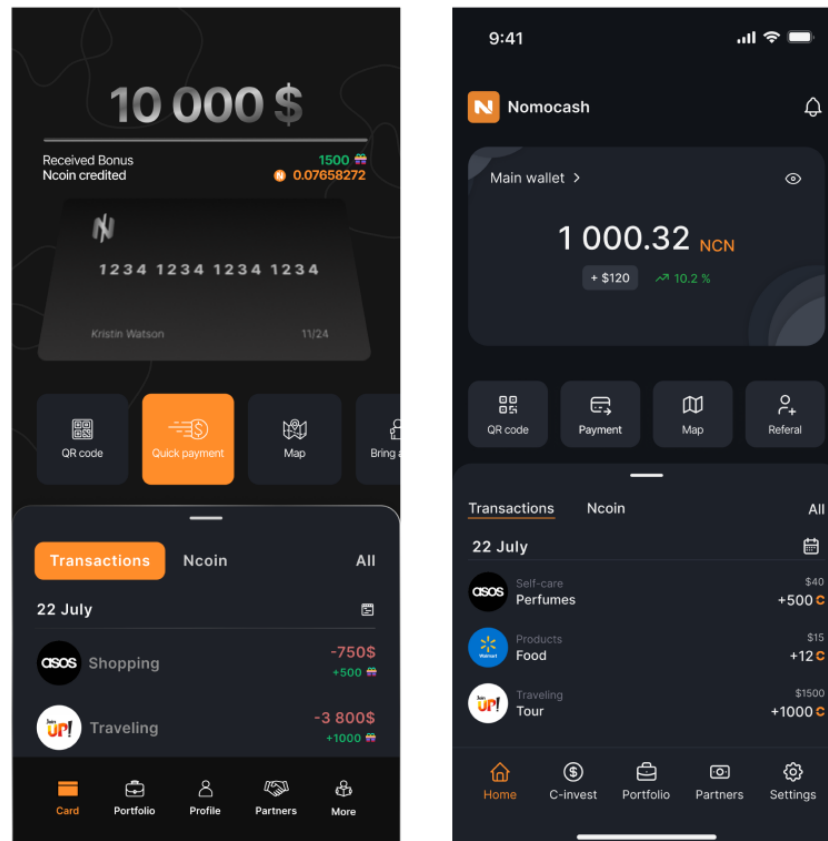 10 000 $
Received Bonus 1500
Ncoin credited N 0.07658272
N
1234 1234 1234 1234
Kristin Watson 11/24
QR code Quick payment Map Bring
Transactions Ncoin All
22 July
asos Shopping -750$
+500
Join UP! Traveling -3 800$
+1000
Card Portfolio Profile Partners More
9:41
N Nomocash
Main wallet >
1 000.32 NCN
+ $120 10.2 %
QR code Payment Map Referal
Transactions Ncoin All
22 July
asos Self-care $40
Perfumes +500 C
Walmart Products $15
Food +12 C
Join UP! Traveling $1500
Tour +1000 C
Home C-invest Portfolio Partners Settings